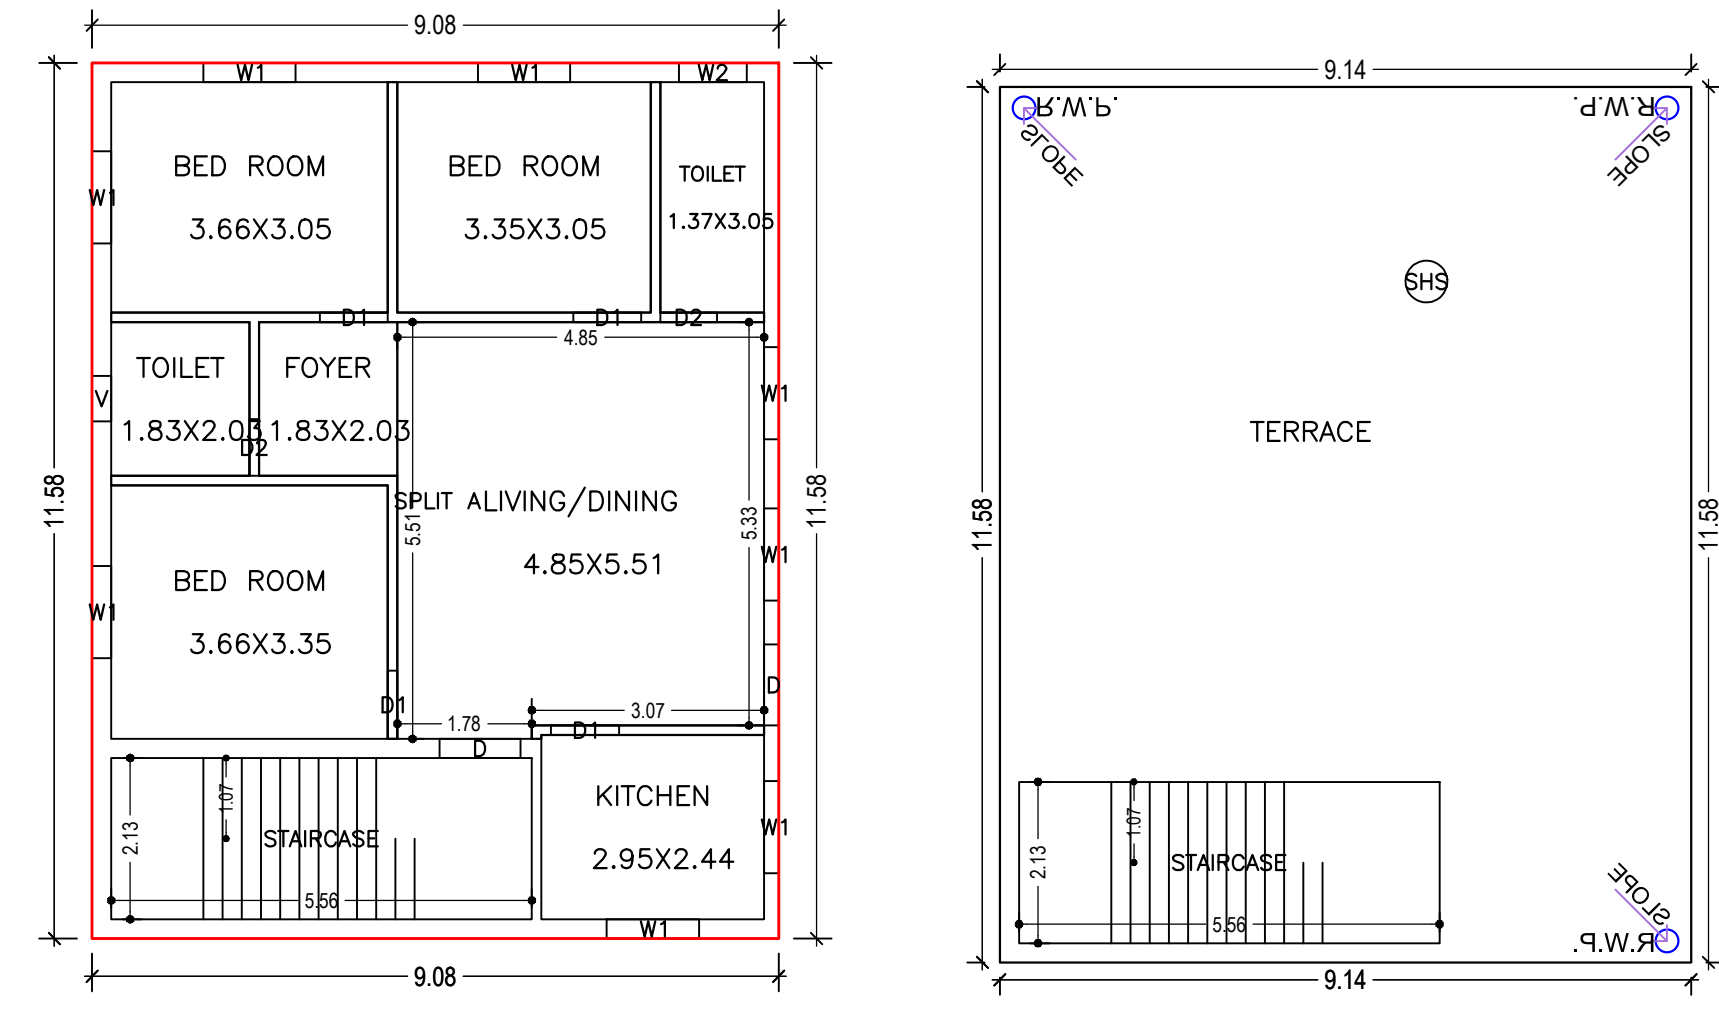 9.08
W1
W1
W2
W1
BED ROOM
3.66X3.05
BED ROOM
3.35X3.05
TOILET
1.37X3.05
D1
D1
D2
4.85
TOILET
1.83X2.03
V
D2
FOYER
1.83X2.03
W1
11.58
11.58
SPLIT A
LIVING/DINING
4.85X5.51
5.51
5.33
W1
BED ROOM
3.66X3.35
W1
D1
D
3.07
1.78
D1
D
KITCHEN
2.95X2.44
W1
1.07
2.13
STAIRCASE
5.56
W1
9.08
9.14
R.W.P.
SLOPE
R.W.P.
SLOPE
SHS
TERRACE
11.58
11.58
1.07
2.13
STAIRCASE
5.56
SLOPE
R.W.P.
9.14